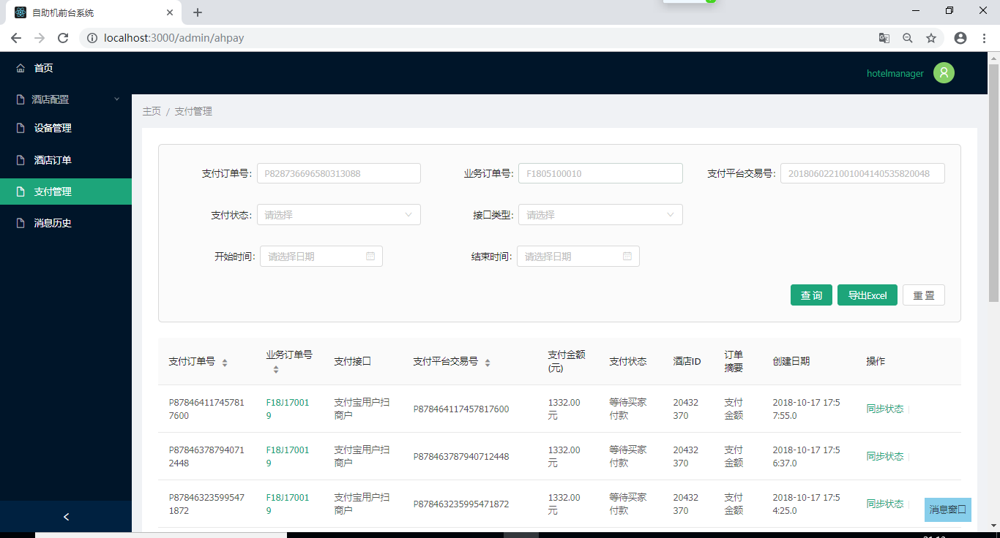 自助机前台系统
localhost:3000/admin/ahpay
首页
hotelmanager
酒店配置
设备管理
酒店订单
支付管理
消息历史
主页 / 支付管理
支付订单号: P828736696580313088 业务订单号: F1805100010 支付平台交易号: 2018060221001004140535820048
支付状态: 请选择 接口类型: 请选择
开始时间: 请选择日期 结束时间: 请选择日期
查 询 导出Excel 重 置
支付订单号 业务订单号 支付接口 支付平台交易号 支付金额(元) 支付状态 酒店ID 订单摘要 创建日期 操作
P878464117457817600 F18J170019 支付宝用户扫商户 P878464117457817600 1332.00元 等待买家付款 20432370 支付金额 2018-10-17 17:57:55.0 同步状态
P878463787940712448 F18J170019 支付宝用户扫商户 P878463787940712448 1332.00元 等待买家付款 20432370 支付金额 2018-10-17 17:56:37.0 同步状态
P878463235995471872 F18J170019 支付宝用户扫商户 P878463235995471872 1332.00元 等待买家付款 20432370 支付金额 2018-10-17 17:54:25.0 同步状态
消息窗口